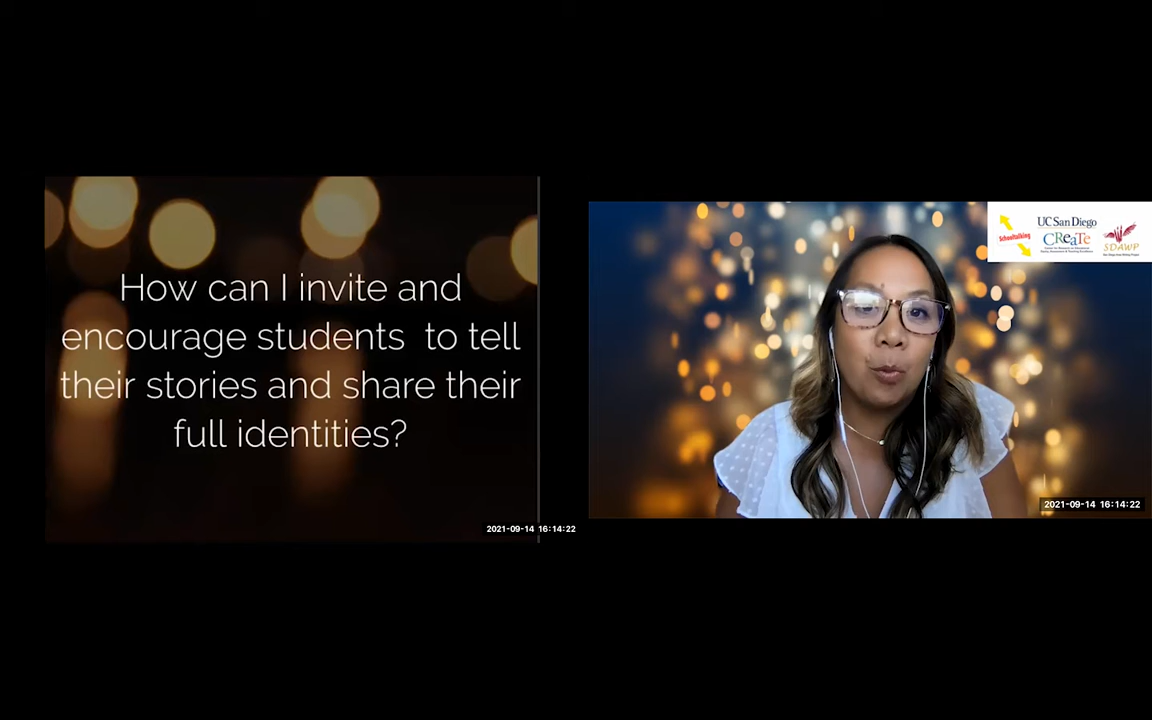 How can I invite and
encourage students to tell
their stories and share their
full identities?
2021-09-14 16:14:22
Schooltalking
UC San Diego
CREaTe
SDAWP
2021-09-14 16:14:22